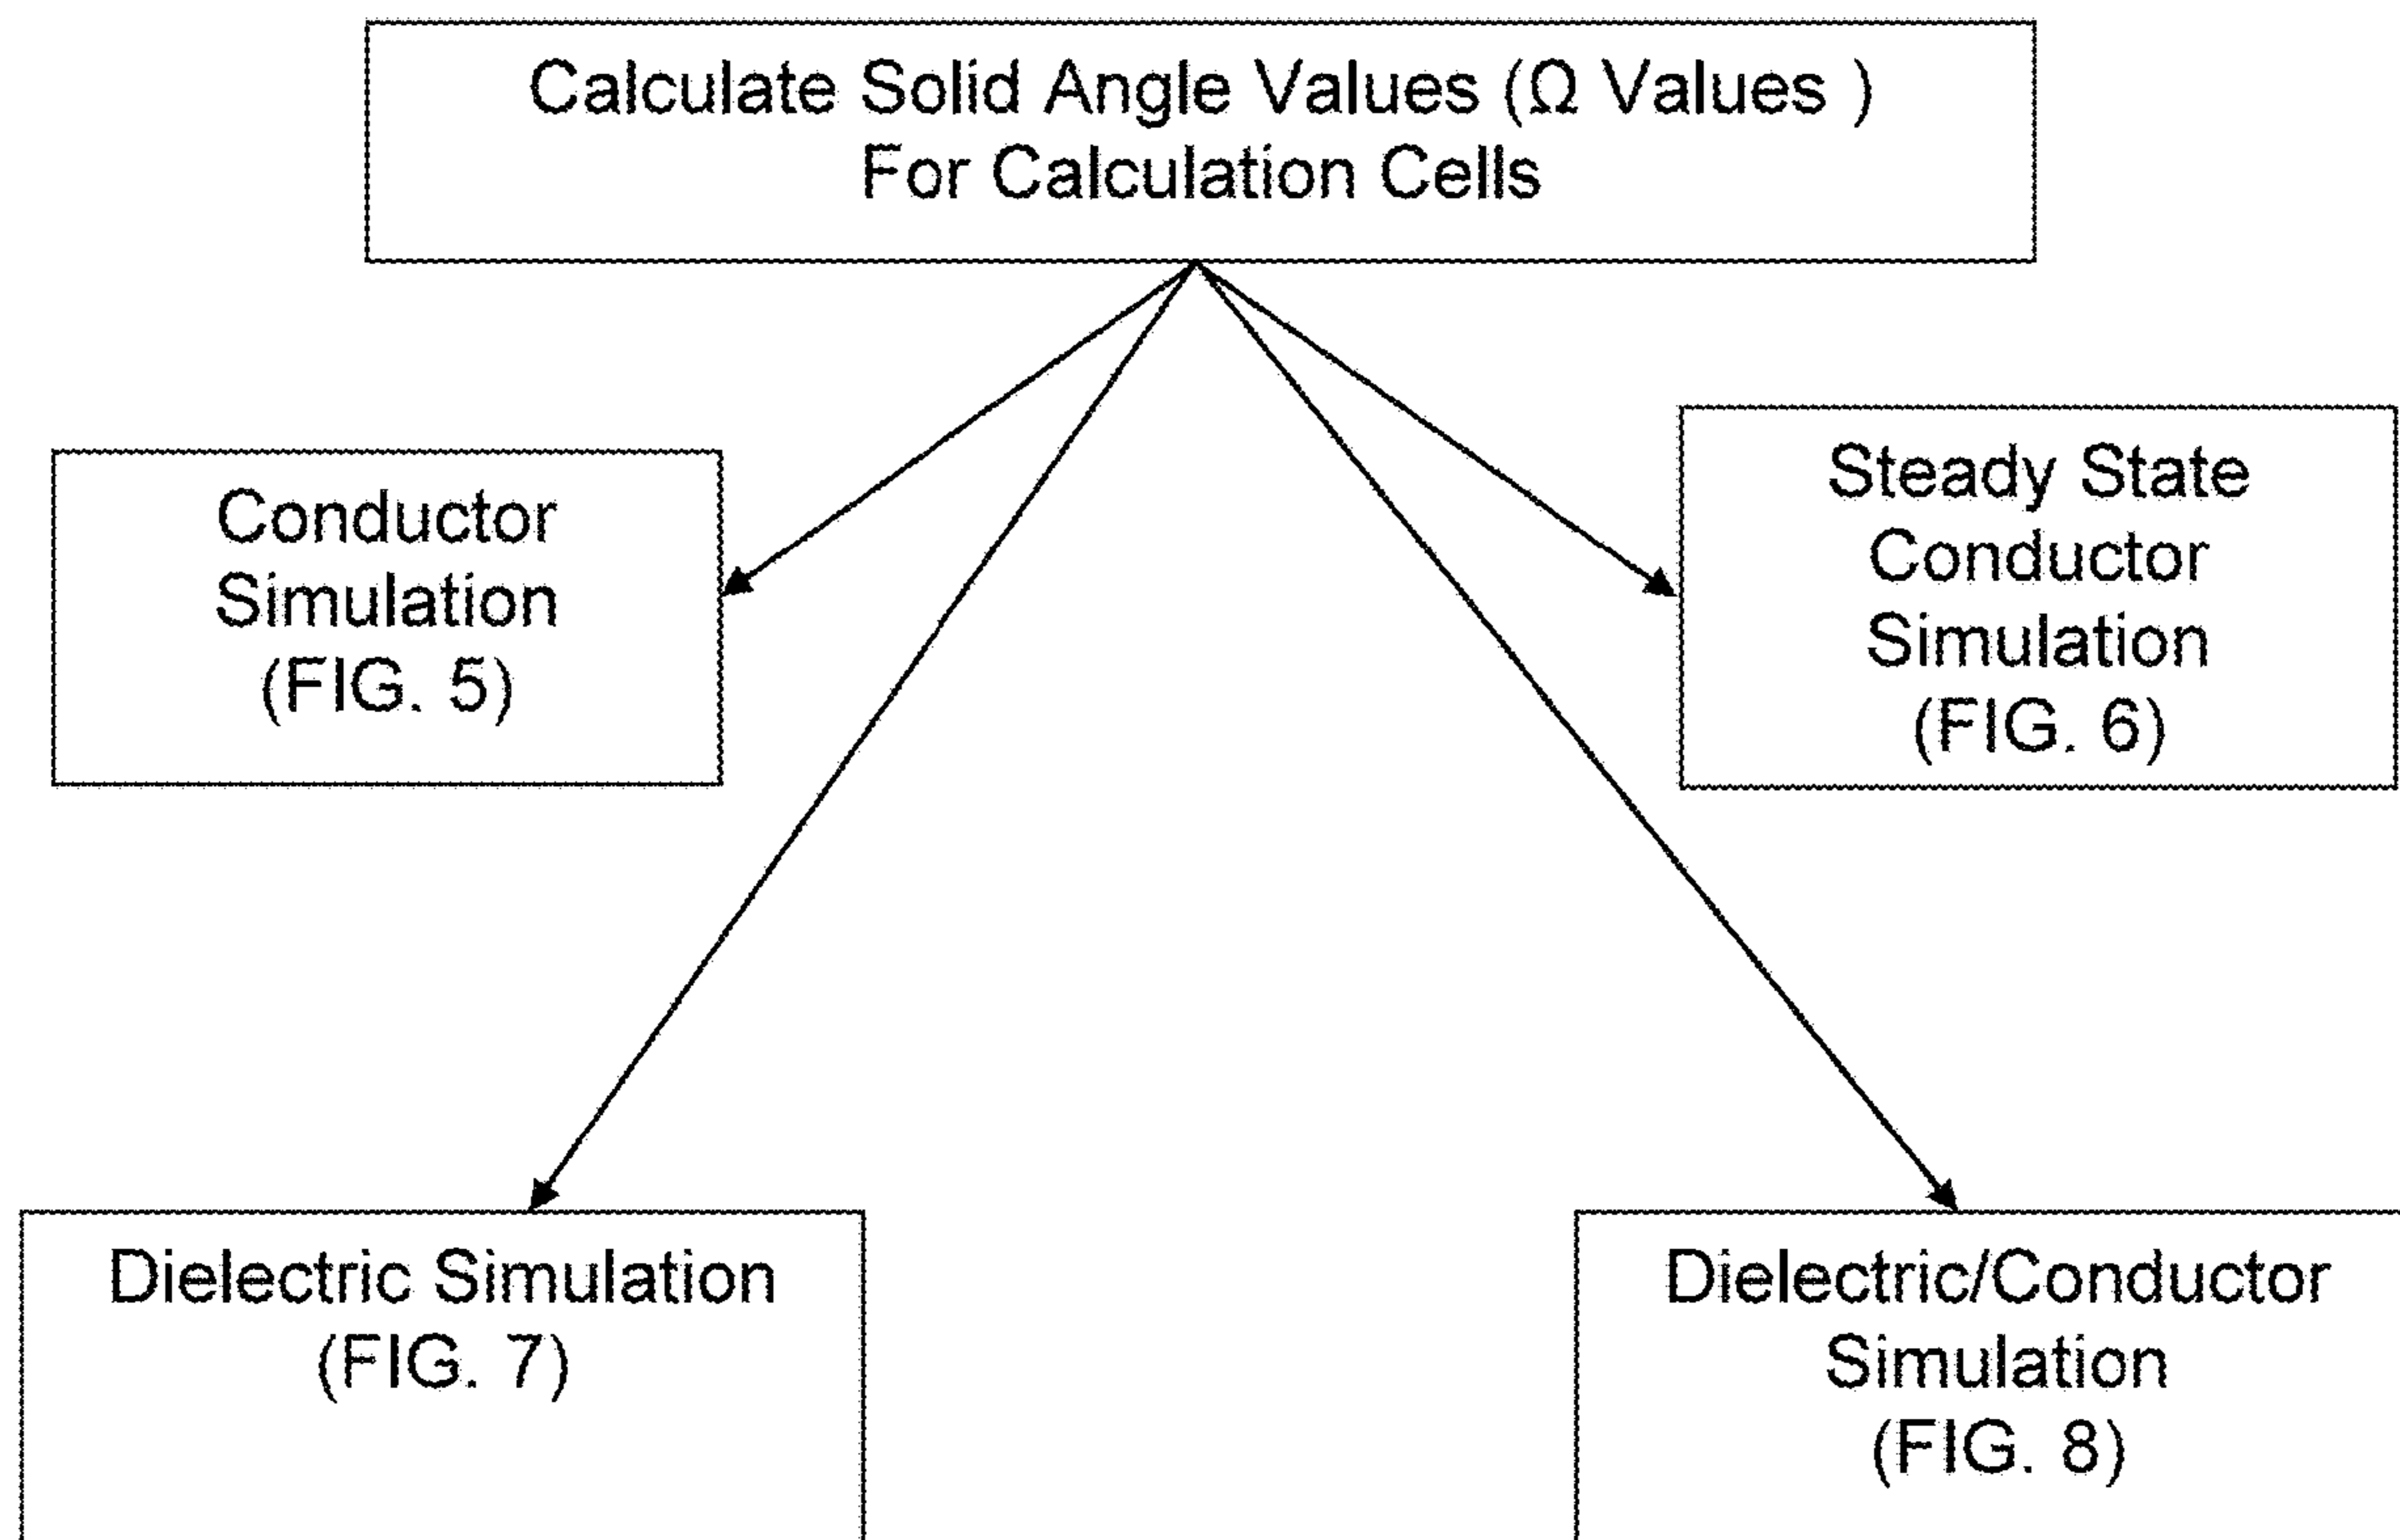 Calculate Solid Angle Values (Ω Values )
For Calculation Cells
Conductor
Simulation
(FIG. 5)
Steady State
Conductor
Simulation
(FIG. 6)
Dielectric Simulation
(FIG. 7)
Dielectric/Conductor
Simulation
(FIG. 8)